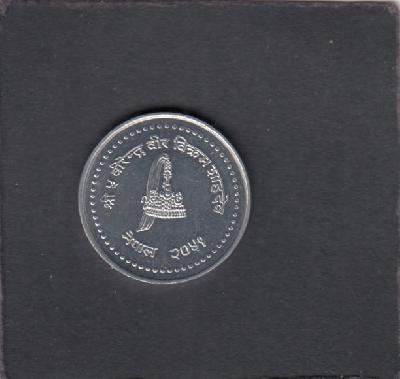 श्री ५ वीरेन्द्र वीर विक्रम शाहदेव
नेपाल २०५१